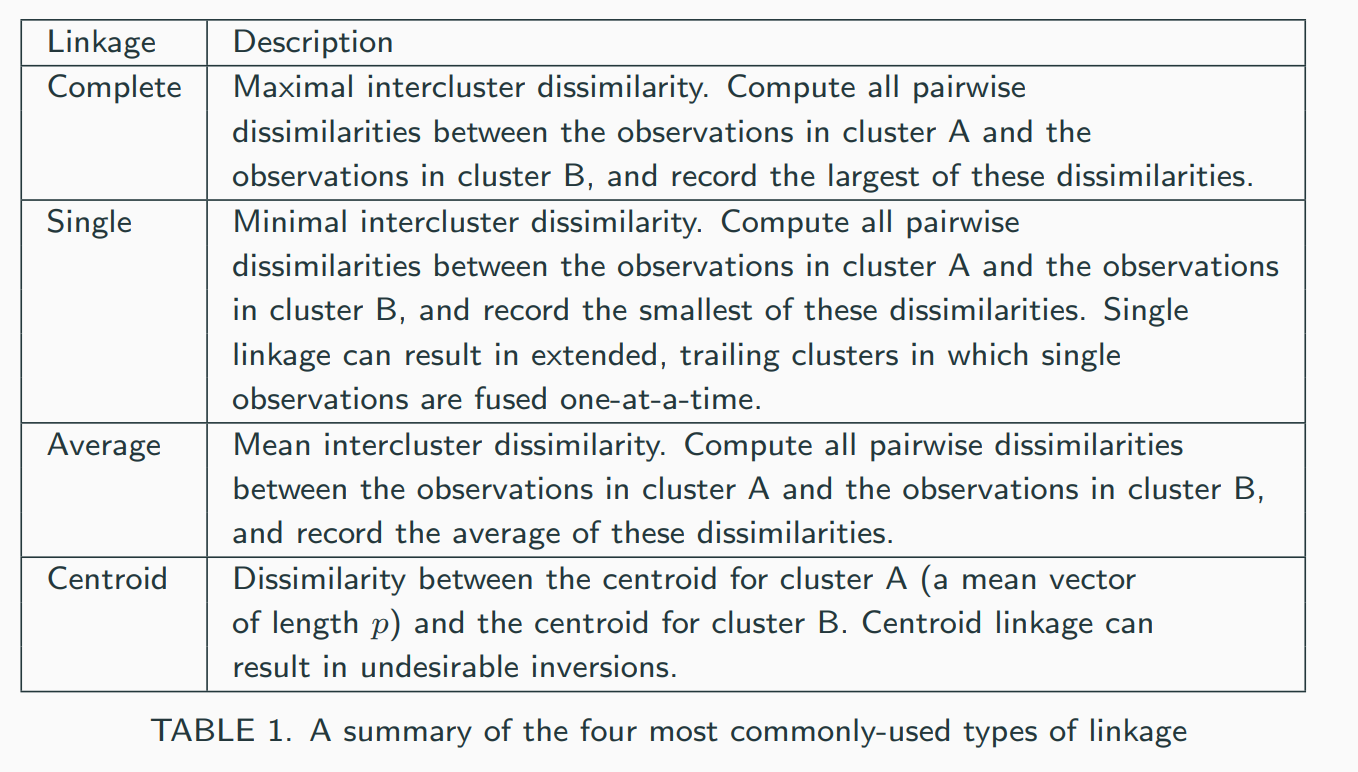 Linkage Description
Complete Maximal intercluster dissimilarity. Compute all pairwise
dissimilarities between the observations in cluster A and the
observations in cluster B, and record the largest of these dissimilarities.
Single Minimal intercluster dissimilarity. Compute all pairwise
dissimilarities between the observations in cluster A and the observations
in cluster B, and record the smallest of these dissimilarities. Single
linkage can result in extended, trailing clusters in which single
observations are fused one-at-a-time.
Average Mean intercluster dissimilarity. Compute all pairwise dissimilarities
between the observations in cluster A and the observations in cluster B,
and record the average of these dissimilarities.
Centroid Dissimilarity between the centroid for cluster A (a mean vector
of length p) and the centroid for cluster B. Centroid linkage can
result in undesirable inversions.
TABLE 1. A summary of the four most commonly-used types of linkage